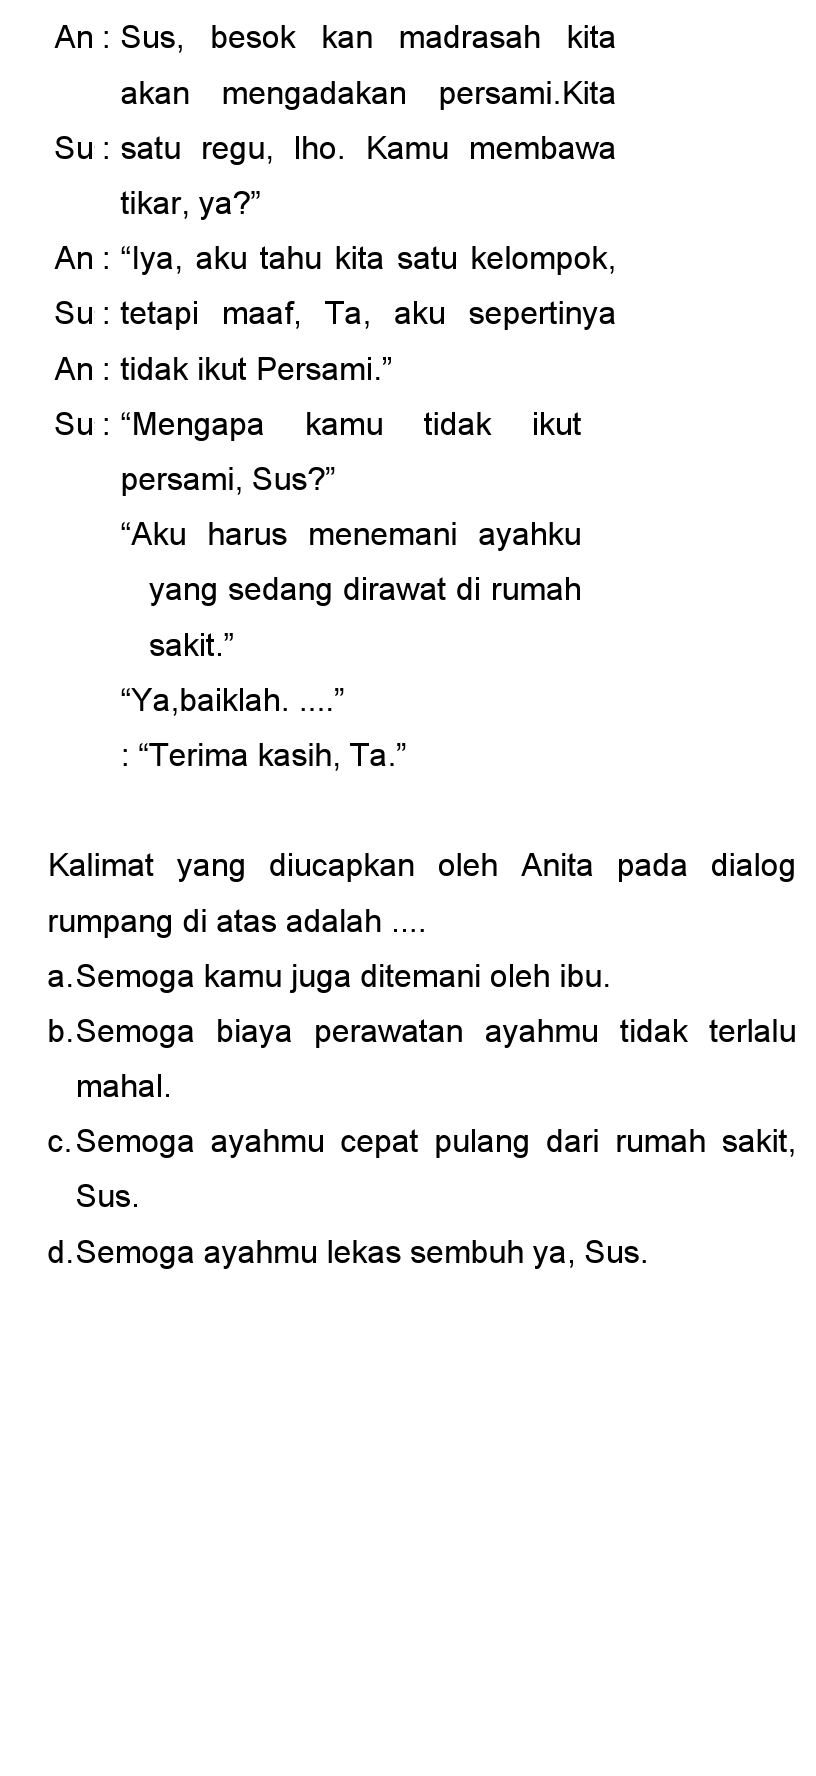 An : Sus, besok kan madrasah kita
akan mengadakan persami.Kita
Su : satu regu, lho. Kamu membawa
tikar, ya?”
An : “Iya, aku tahu kita satu kelompok,
Su : tetapi maaf, Ta, aku sepertinya
An : tidak ikut Persami.”
Su : “Mengapa kamu tidak ikut
persami, Sus?”
“Aku harus menemani ayahku
yang sedang dirawat di rumah
sakit.”
“Ya,baiklah. ....”
: “Terima kasih, Ta.”
Kalimat yang diucapkan oleh Anita pada dialog
rumpang di atas adalah ....
a.Semoga kamu juga ditemani oleh ibu.
b.Semoga biaya perawatan ayahmu tidak terlalu
mahal.
c.Semoga ayahmu cepat pulang dari rumah sakit,
Sus.
d.Semoga ayahmu lekas sembuh ya, Sus.